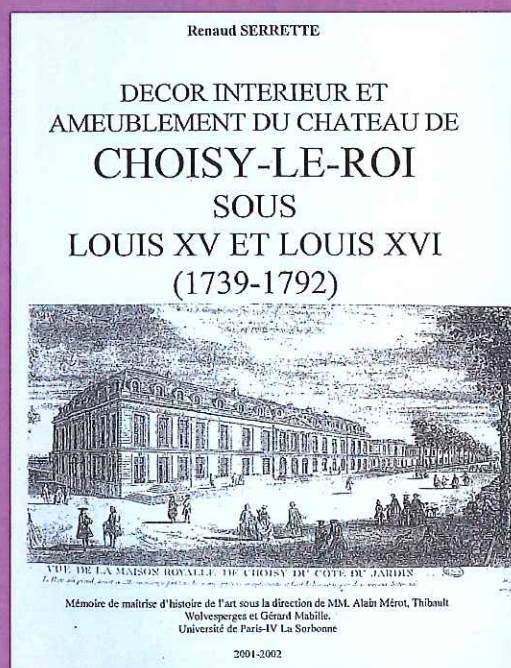 Renaud SERRETTE
DECOR INTERIEUR ET
AMEUBLEMENT DU CHATEAU DE
CHOISY-LE-ROI
SOUS
LOUIS XV ET LOUIS XVI
(1739-1792)
VUE DE LA MAISON ROYALLE DE CHOISY DU COTE DU JARDIN
Mémoire de maîtrise d'histoire de l'art sous la direction de MM. Alain Mérot, Thibault
Wolvesperges et Gérard Mabille.
Université de Paris-IV La Sorbonne
2001-2002